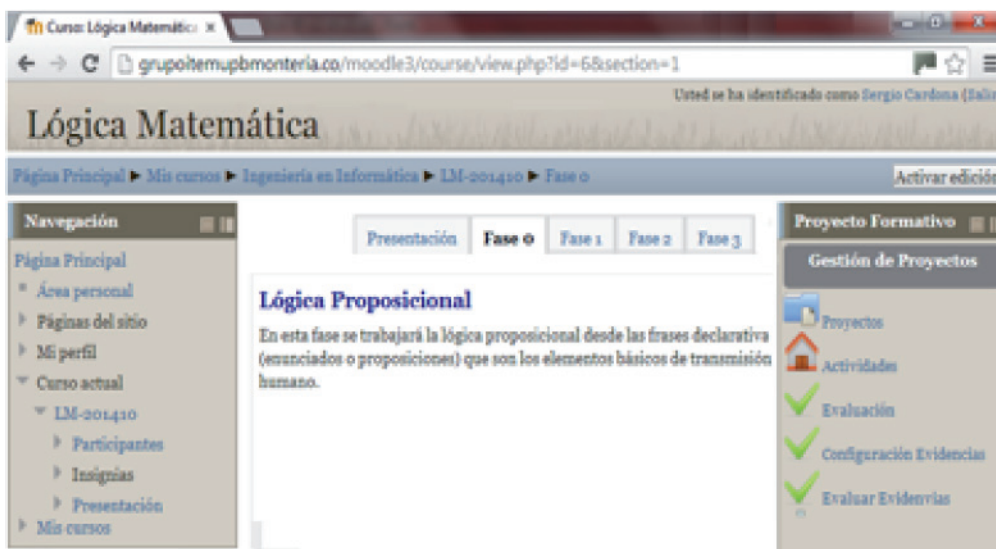 Curso: Lógica Matemátic
grupoitemupbmonteria.co/moodle3/course/view.php?id=6&section=1
Usted se ha identificado como Sergio Cardona (Salir
Lógica Matemática
Página Principal ▶ Mis cursos ▶ Ingeniería en Informática ▶ LM-201410 ▶ Fase 0
Activar edición
Navegación
Página Principal
Área personal
Páginas del sitio
Mi perfil
Curso actual
LM-201410
Participantes
Insignias
Presentación
Mis cursos
Presentación Fase 0 Fase 1 Fase 2 Fase 3
Lógica Proposicional
En esta fase se trabajará la lógica proposicional desde las frases declarativa
(enunciados o proposiciones) que son los elementos básicos de transmisión
humano.
Proyecto Formativo
Gestión de Proyectos
Proyectos
Actividades
Evaluación
Configuración Evidencias
Evaluar Evidenvias